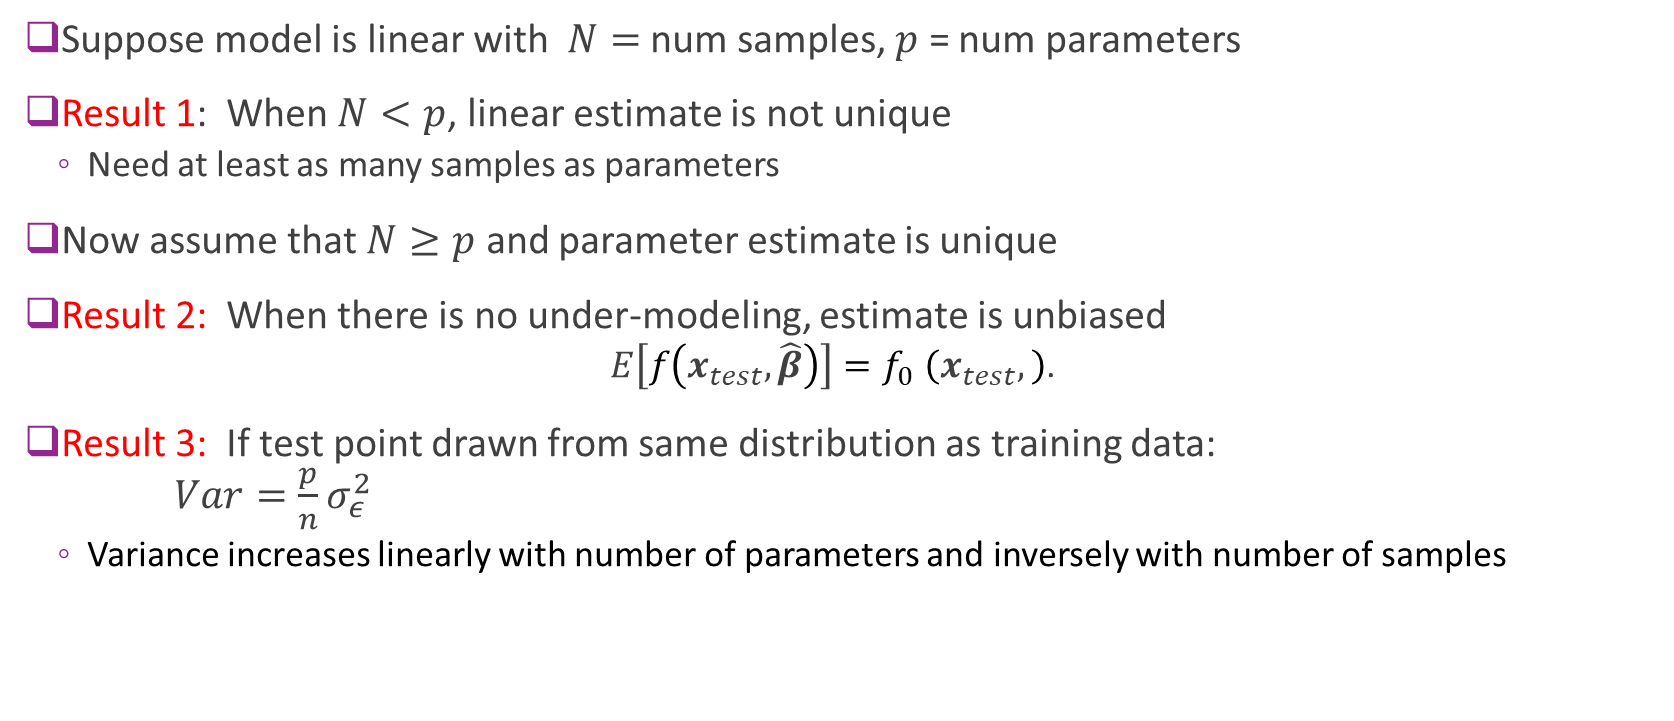 ❑Suppose model is linear with N = num samples, p = num parameters
❑Result 1: When N < p, linear estimate is not unique
◦ Need at least as many samples as parameters
❑Now assume that N ≥ p and parameter estimate is unique
❑Result 2: When there is no under-modeling, estimate is unbiased
E[f(x_test, β̂)] = f_0 (x_test, ).
❑Result 3: If test point drawn from same distribution as training data:
Var = p/n σ_ϵ^2
◦ Variance increases linearly with number of parameters and inversely with number of samples